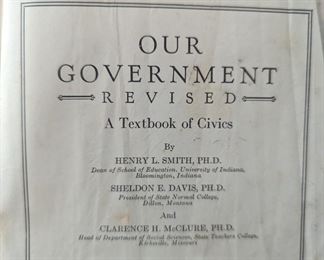 OUR
GOVERNMENT
REVISED
A Textbook of Civics
By
HENRY L. SMITH, PH.D.
Dean of School of Education, University of Indiana,
Bloomington, Indiana
SHELDON E. DAVIS, PH.D.
President of State Normal College,
Dillon, Montana
And
CLARENCE H. McCLURE, PH.D.
Head of Department of Social Sciences, State Teachers College,
Kirksville, Missouri